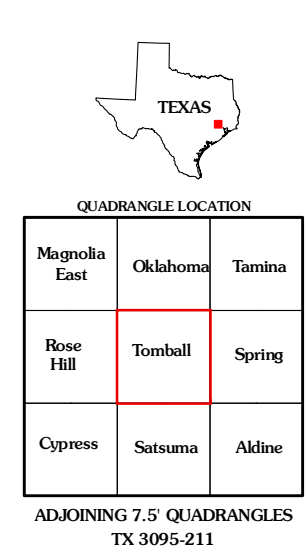 TEXAS
QUADRANGLE LOCATION
Magnolia
East
Oklahoma
Tamina
Rose
Hill
Tomball
Spring
Cypress
Satsuma
Aldine
ADJOINING 7.5' QUADRANGLES
TX 3095-211